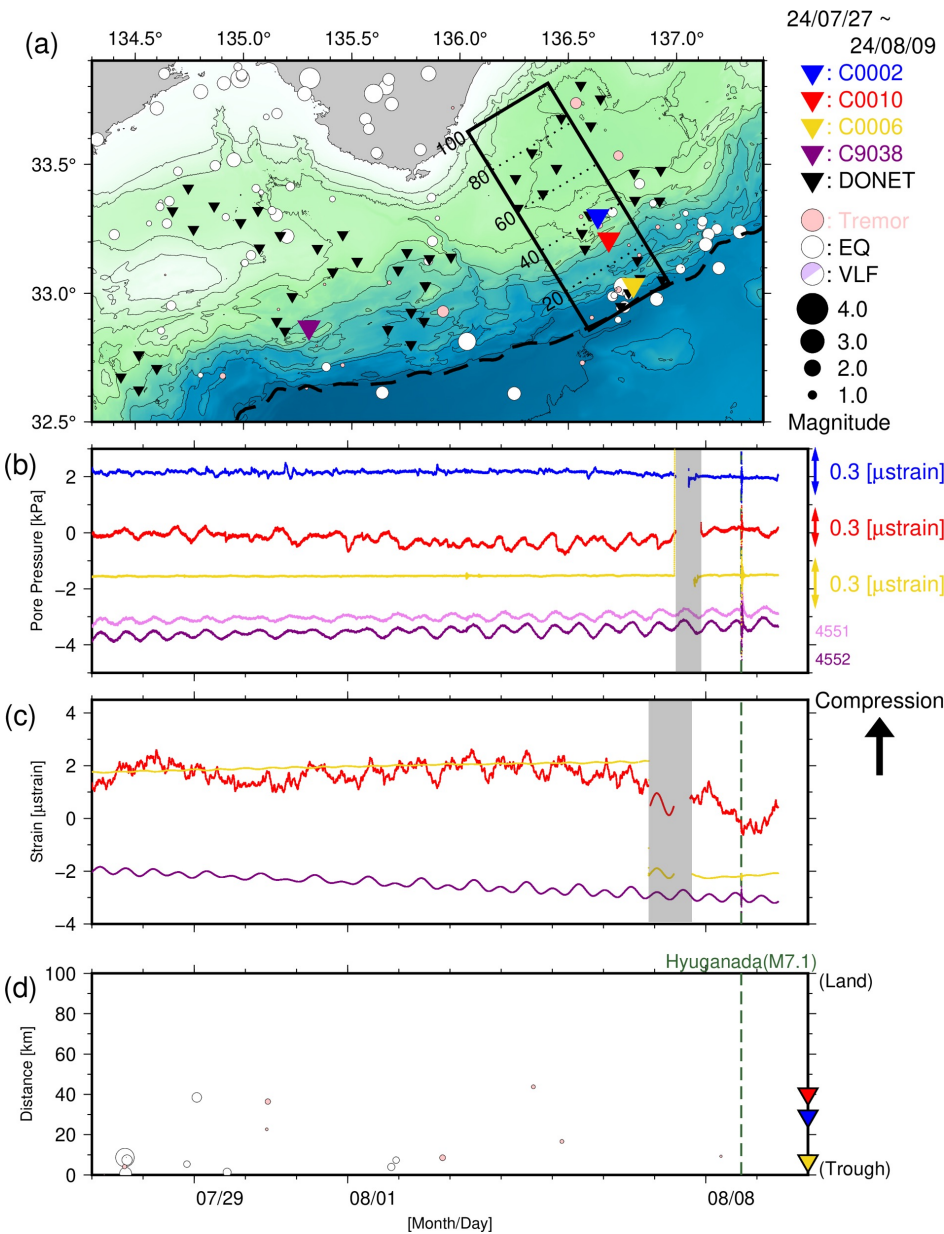 (a)
134.5° 135.0° 135.5° 136.0° 136.5° 137.0°
33.5°
33.0°
32.5°
100
80
60
40
20
24/07/27 ~
24/08/09
: C0002
: C0010
: C0006
: C9038
: DONET
: Tremor
: EQ
: VLF
4.0
3.0
2.0
1.0
Magnitude
(b)
Pore Pressure [kPa]
2
0
−2
−4
0.3 [μstrain]
0.3 [μstrain]
0.3 [μstrain]
4551
4552
(c)
Strain [μstrain]
4
2
0
−2
−4
Compression
Hyuganada(M7.1)
(d)
Distance [km]
100
80
60
40
20
0
(Land)
(Trough)
07/29 08/01 08/08
[Month/Day]